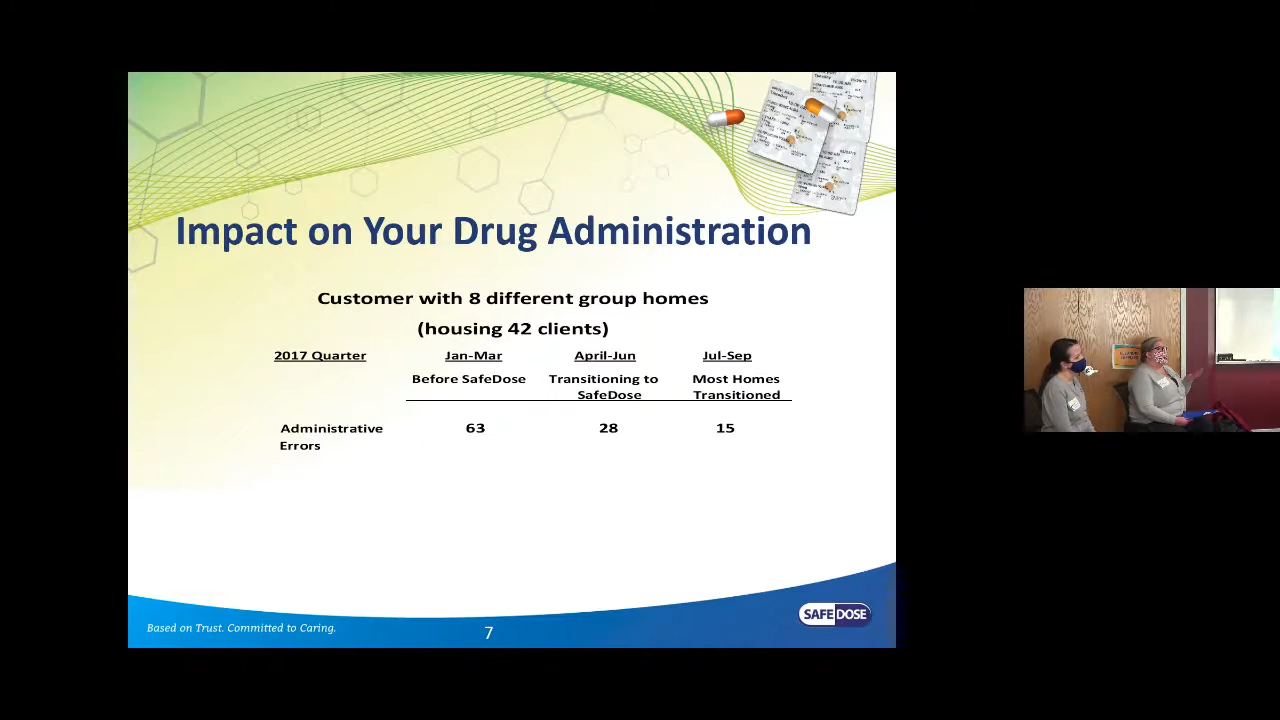 Impact on Your Drug Administration
Customer with 8 different group homes
(housing 42 clients)
2017 Quarter Jan-Mar April-Jun Jul-Sep
Before SafeDose Transitioning to SafeDose Most Homes Transitioned
Administrative Errors 63 28 15
Based on Trust. Committed to Caring.
7
SAFEDOSE